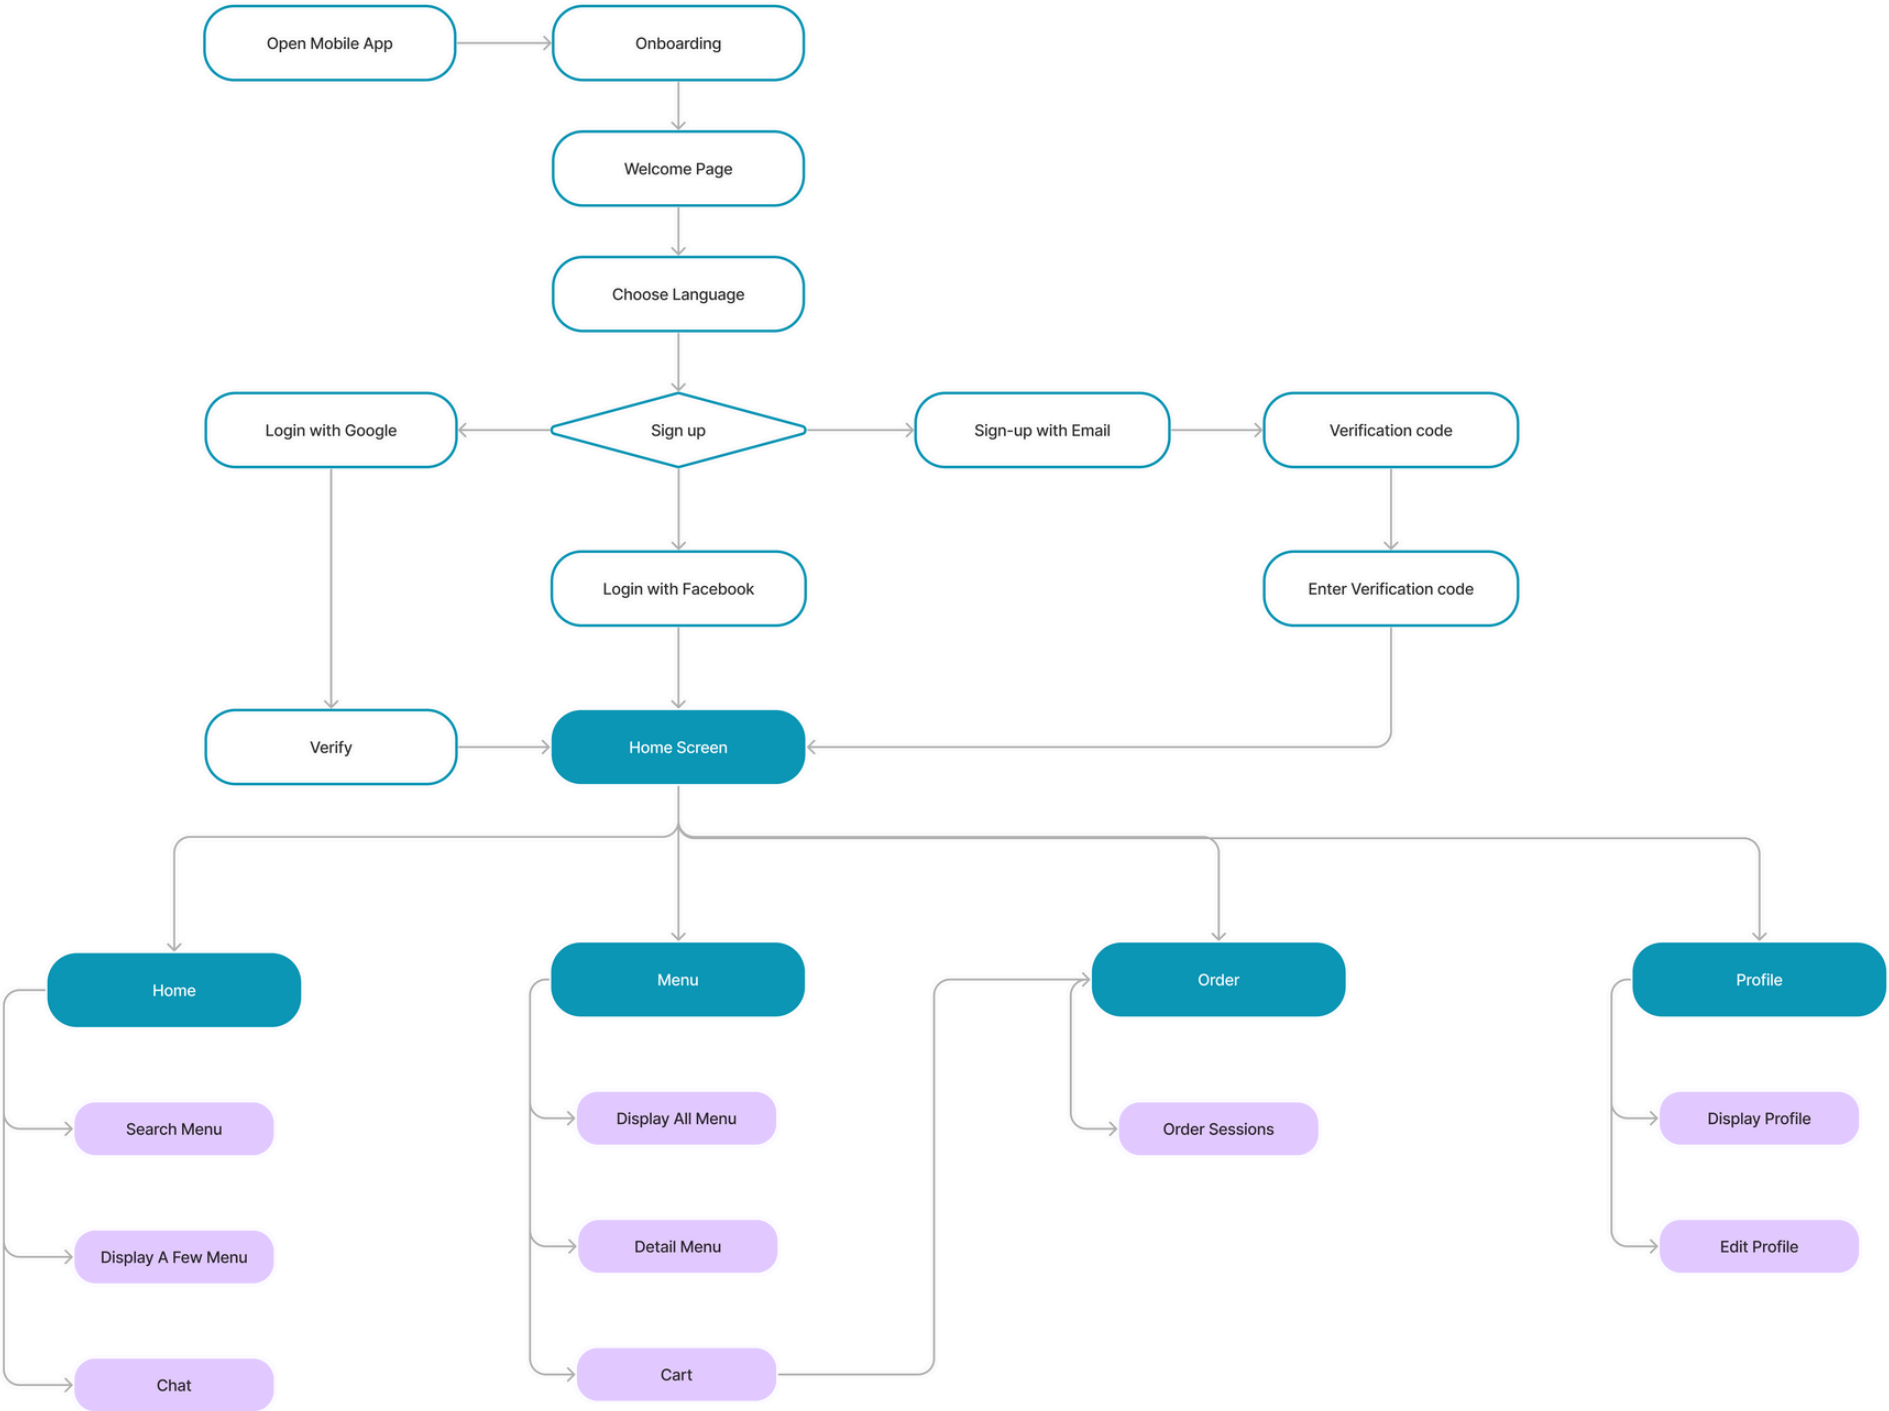 Open Mobile App
Onboarding
Welcome Page
Choose Language
Login with Google
Sign up
Sign-up with Email
Verification code
Login with Facebook
Enter Verification code
Verify
Home Screen
Home
Menu
Order
Profile
Search Menu
Display All Menu
Order Sessions
Display Profile
Display A Few Menu
Detail Menu
Edit Profile
Chat
Cart